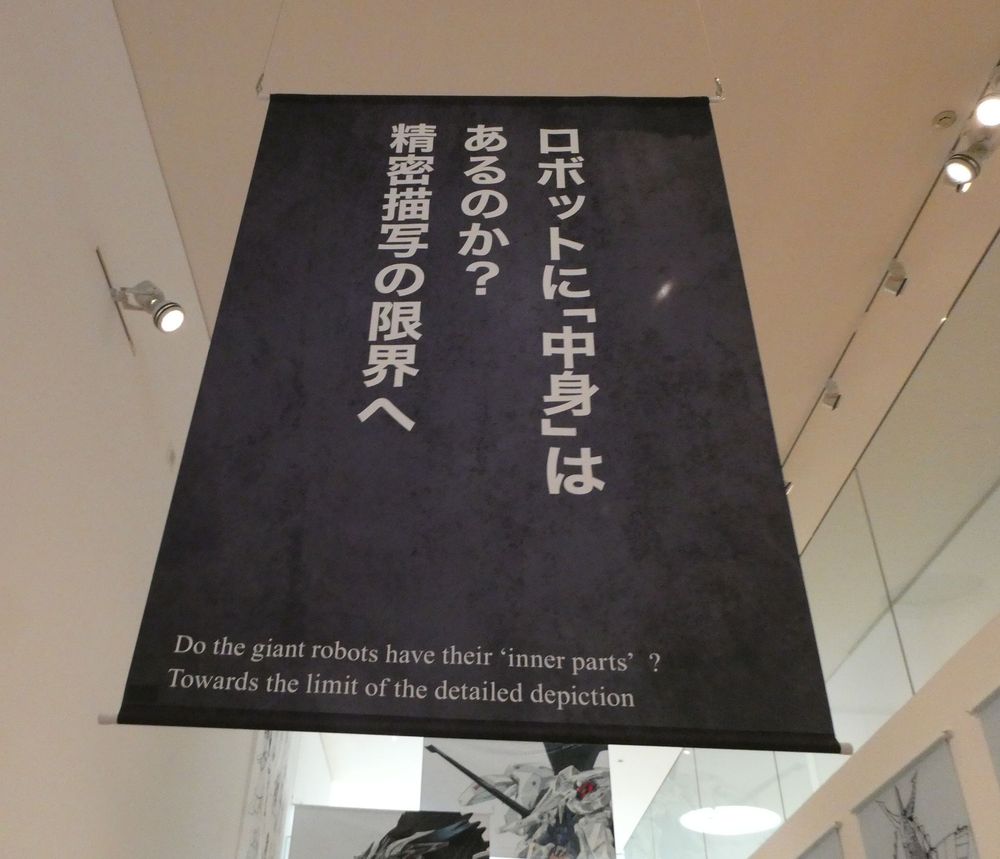 ロボットに「中身」は
あるのか？
精密描写の限界へ
Do the giant robots have their ‘inner parts’ ?
Towards the limit of the detailed depiction